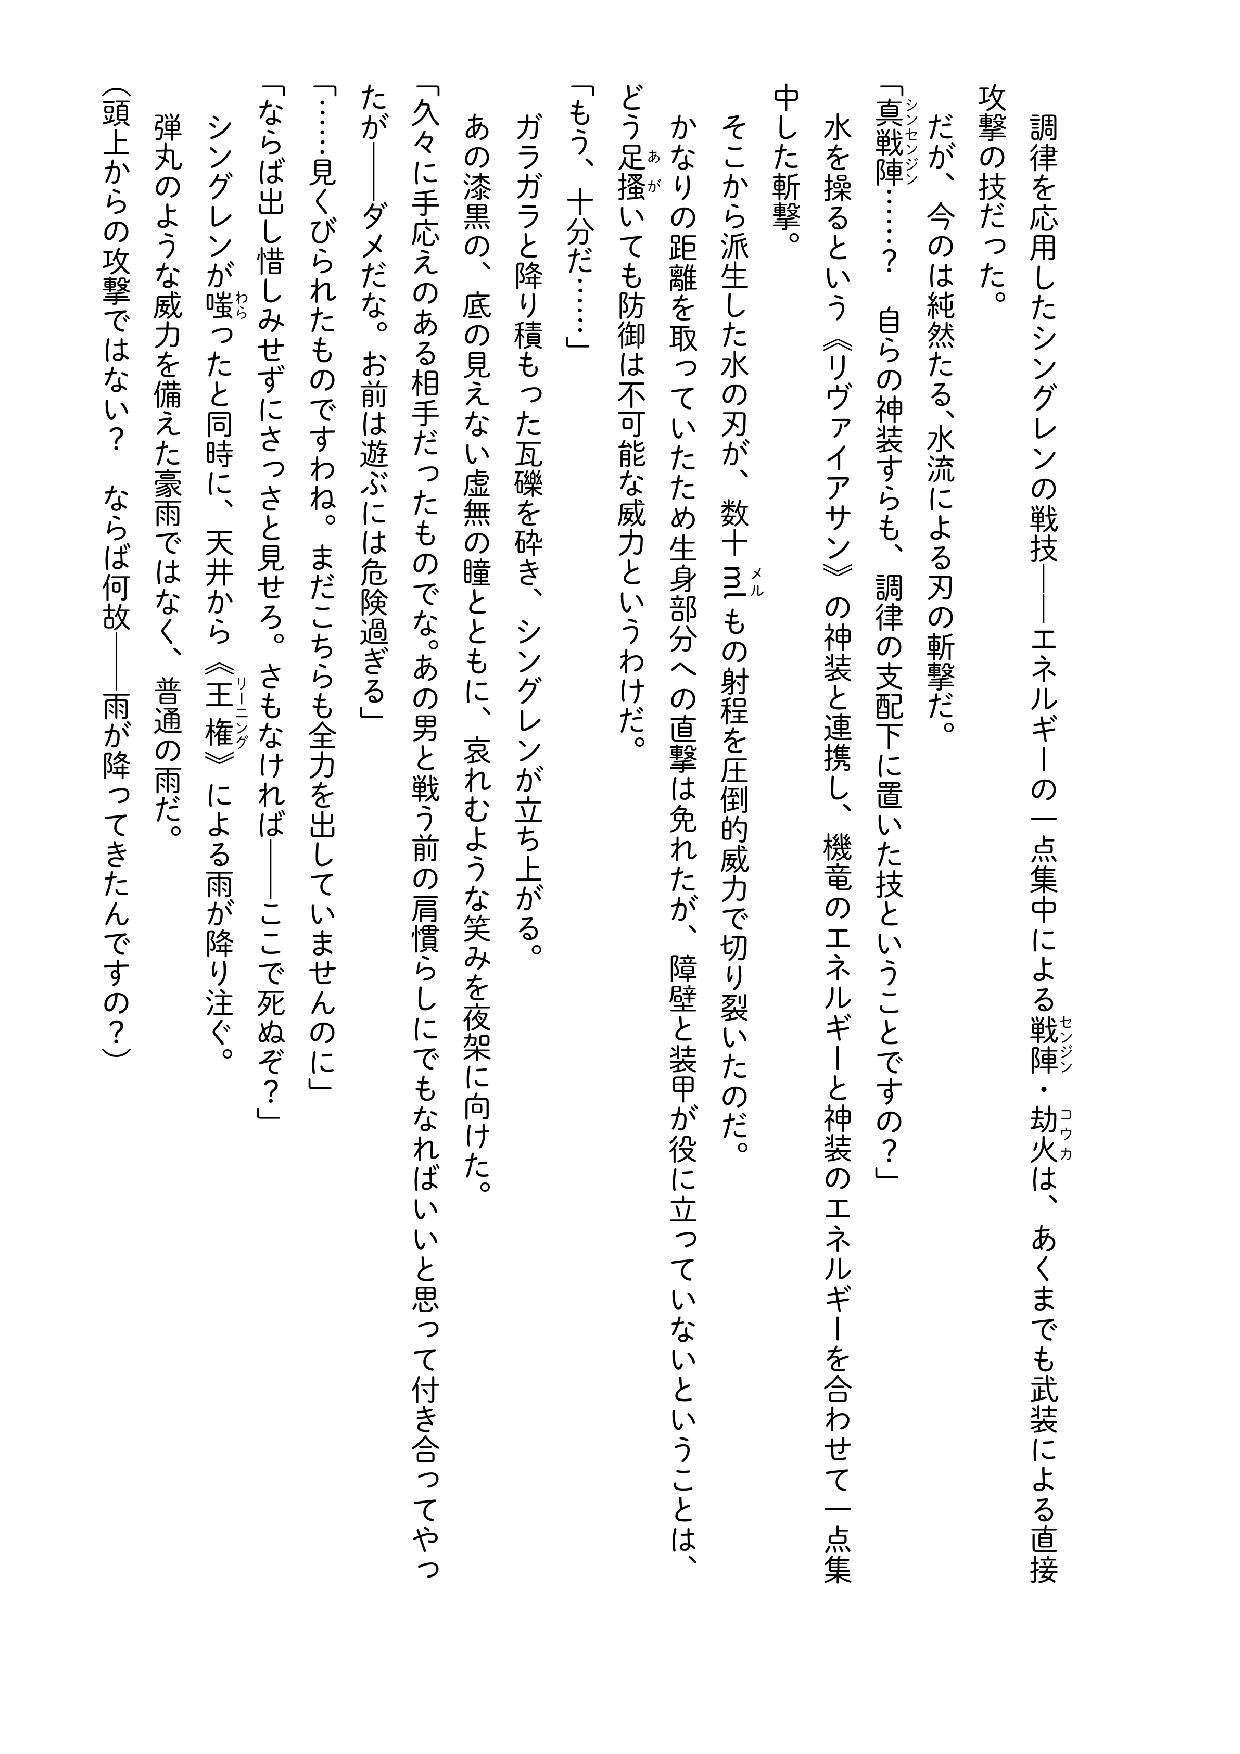 調律を応用したシングレンの戦技――エネルギーの一点集中による戦陣・劫火は、あくまでも武装による直接
攻撃の技だった。
だが、今のは純然たる、水流による刃の斬撃だ。
「真戦陣……？　自らの神装すらも、調律の支配下に置いた技ということですの？」
水を操るという《リヴァイアサン》の神装と連携し、機竜のエネルギーと神装のエネルギーを合わせて一点集
中した斬撃。
そこから派生した水の刃が、数十ヨもの射程を圧倒的威力で切り裂いたのだ。
かなりの距離を取っていたため生身部分への直撃は免れたが、障壁と装甲が役に立っていないということは、
どう足掻いても防御は不可能な威力というわけだ。
「もう、十分だ……」
ガラガラと降り積もった瓦礫を砕き、シングレンが立ち上がる。
あの漆黒の、底の見えない虚無の瞳とともに、哀れむような笑みを夜架に向けた。
「久々に手応えのある相手だったものでな。あの男と戦う前の肩慣らしにでもなればいいと思って付き合ってやっ
たが――ダメだな。お前は遊ぶには危険過ぎる」
「……見くびられたものですわね。まだこちらも全力を出していませんのに」
「ならば出し惜しみせずにさっさと見せろ。さもなければ――ここで死ぬぞ？」
シングレンが嗤ったと同時に、天井から《王権》による雨が降り注ぐ。
弾丸のような威力を備えた豪雨ではなく、普通の雨だ。
（頭上からの攻撃ではない？　ならば何故――雨が降ってきたんですの？）